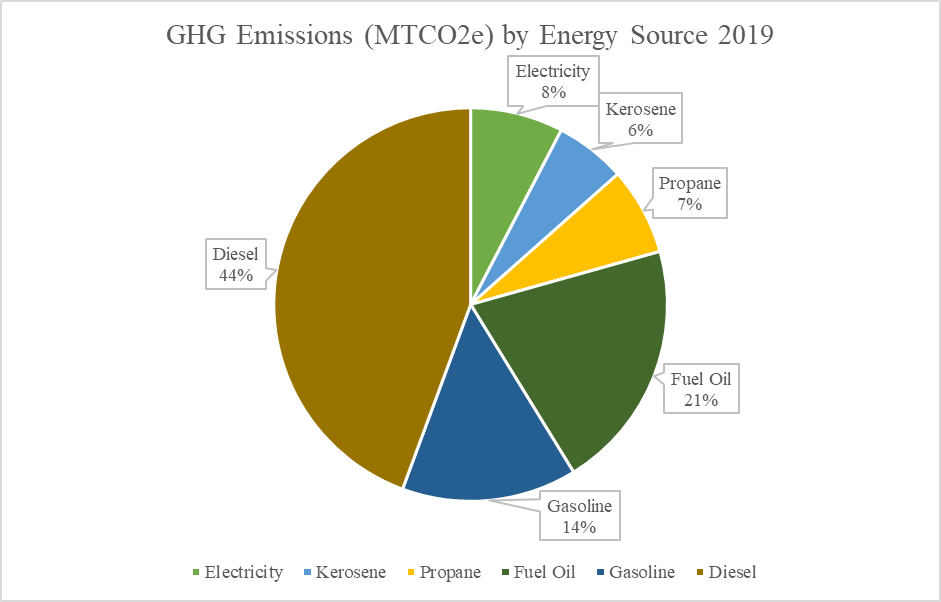 GHG Emissions (MTCO2e) by Energy Source 2019
Electricity
8%
Kerosene
6%
Propane
7%
Diesel
44%
Fuel Oil
21%
Gasoline
14%
Electricity Kerosene Propane Fuel Oil Gasoline Diesel